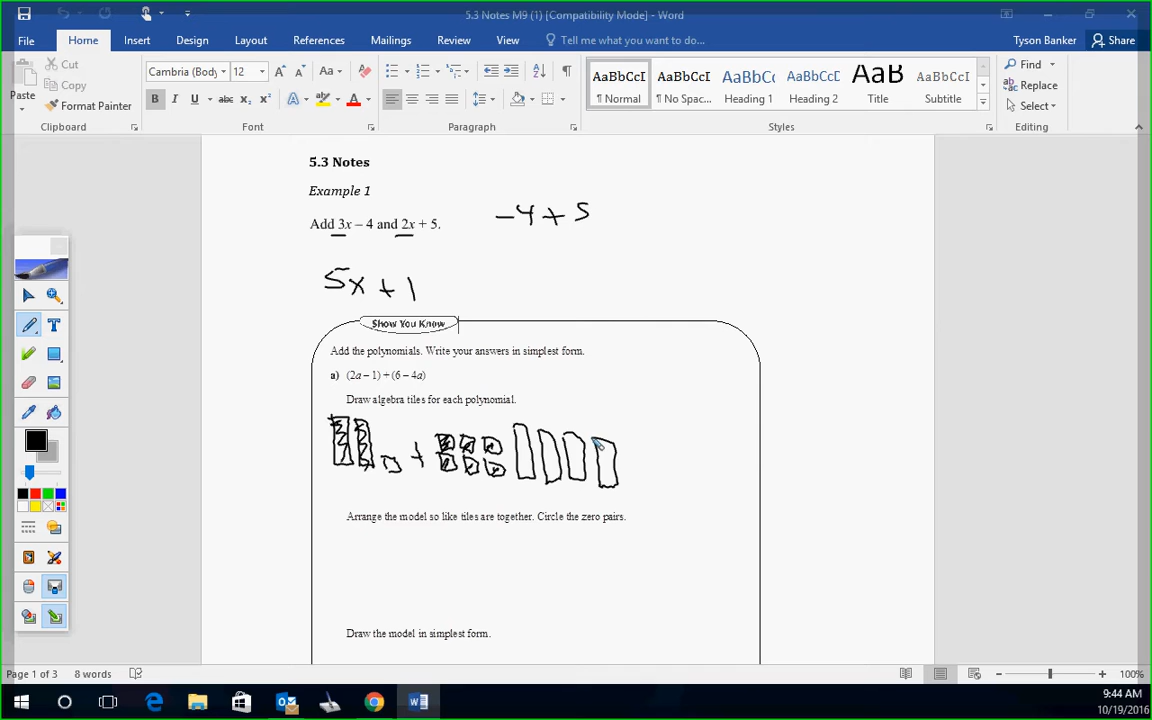 5.3 Notes M9 (1) [Compatibility Mode] - Word
File Home Insert Design Layout References Mailings Review View Tell me what you want to do... Tyson Banker Share
Cut
Copy
Format Painter
Paste
Clipboard
Cambria (Body 12
Font
Paragraph
AaBbCcI AaBbCcI AaBbCc AaBbCcI AaB AaBbCcI
¶ Normal ¶ No Spac... Heading 1 Heading 2 Title Subtitle
Styles
Find
Replace
Select
Editing
5.3 Notes
Example 1
Add 3x – 4 and 2x + 5.
-4+5
5x + 1
Show You Know
Add the polynomials. Write your answers in simplest form.
a) (2a – 1) + (6 – 4a)
Draw algebra tiles for each polynomial.
+
Arrange the model so like tiles are together. Circle the zero pairs.
Draw the model in simplest form.
Page 1 of 3 8 words
100%
9:44 AM
10/19/2016